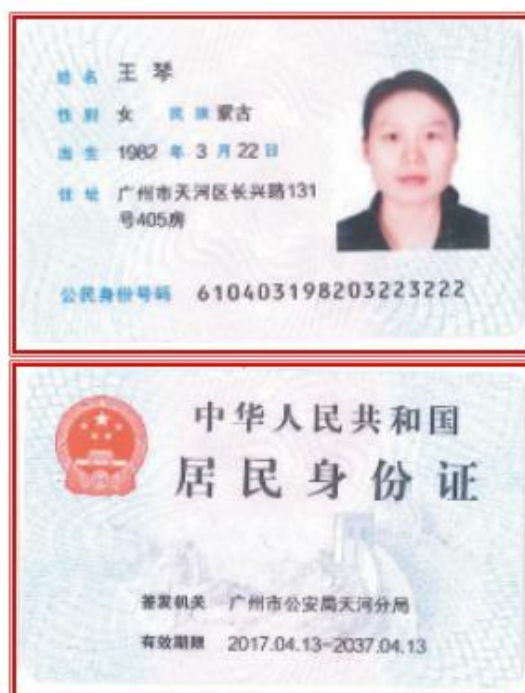 姓名 王琴
性别 女 民族 蒙古
出生 1982 年 3 月 22 日
住址 广州市天河区长兴路131
号405房
公民身份号码 610403198203223222
中华人民共和国
居民身份证
签发机关 广州市公安局天河分局
有效期限 2017.04.13-2037.04.13